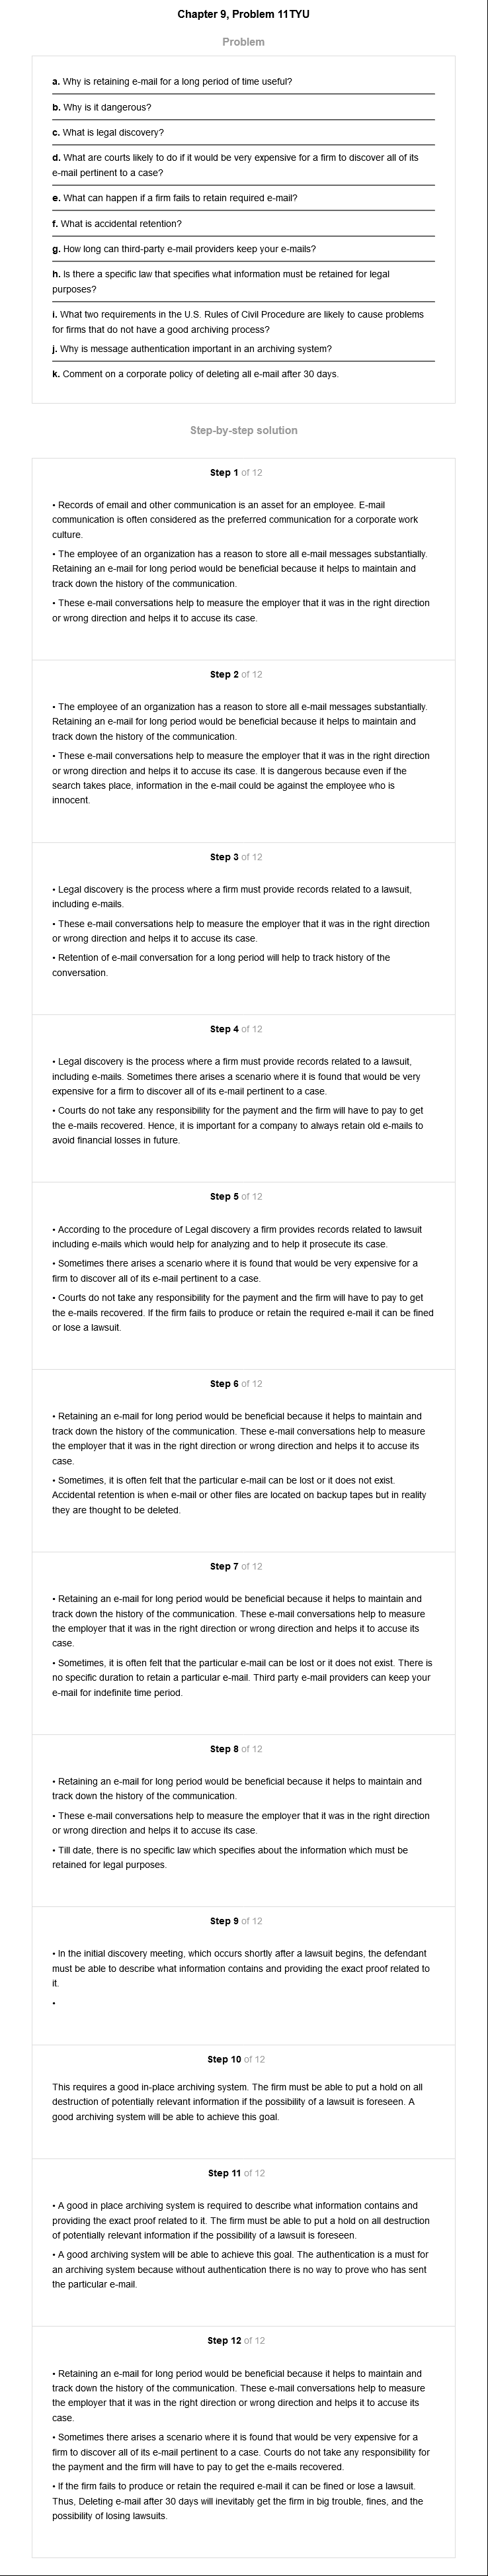 Chapter 9, Problem 11TYU
Problem
a. Why is retaining e-mail for a long period of time useful?
b. Why is it dangerous?
c. What is legal discovery?
d. What are courts likely to do if it would be very expensive for a firm to discover all of its
e-mail pertinent to a case?
e. What can happen if a firm fails to retain required e-mail?
f. What is accidental retention?
g. How long can third-party e-mail providers keep your e-mails?
h. Is there a specific law that specifies what information must be retained for legal
purposes?
i. What two requirements in the U.S. Rules of Civil Procedure are likely to cause problems
for firms that do not have a good archiving process?
j. Why is message authentication important in an archiving system?
k. Comment on a corporate policy of deleting all e-mail after 30 days.
Step-by-step solution
Step 1 of 12
• Records of email and other communication is an asset for an employee. E-mail
communication is often considered as the preferred communication for a corporate work
culture.
• The employee of an organization has a reason to store all e-mail messages substantially.
Retaining an e-mail for long period would be beneficial because it helps to maintain and
track down the history of the communication.
• These e-mail conversations help to measure the employer that it was in the right direction
or wrong direction and helps it to accuse its case.
Step 2 of 12
• The employee of an organization has a reason to store all e-mail messages substantially.
Retaining an e-mail for long period would be beneficial because it helps to maintain and
track down the history of the communication.
• These e-mail conversations help to measure the employer that it was in the right direction
or wrong direction and helps it to accuse its case. It is dangerous because even if the
search takes place, information in the e-mail could be against the employee who is
innocent.
Step 3 of 12
• Legal discovery is the process where a firm must provide records related to a lawsuit,
including e-mails.
• These e-mail conversations help to measure the employer that it was in the right direction
or wrong direction and helps it to accuse its case.
• Retention of e-mail conversation for a long period will help to track history of the
conversation.
Step 4 of 12
• Legal discovery is the process where a firm must provide records related to a lawsuit,
including e-mails. Sometimes there arises a scenario where it is found that would be very
expensive for a firm to discover all of its e-mail pertinent to a case.
• Courts do not take any responsibility for the payment and the firm will have to pay to get
the e-mails recovered. Hence, it is important for a company to always retain old e-mails to
avoid financial losses in future.
Step 5 of 12
• According to the procedure of Legal discovery a firm provides records related to lawsuit
including e-mails which would help for analyzing and to help it prosecute its case.
• Sometimes there arises a scenario where it is found that would be very expensive for a
firm to discover all of its e-mail pertinent to a case.
• Courts do not take any responsibility for the payment and the firm will have to pay to get
the e-mails recovered. If the firm fails to produce or retain the required e-mail it can be fined
or lose a lawsuit.
Step 6 of 12
• Retaining an e-mail for long period would be beneficial because it helps to maintain and
track down the history of the communication. These e-mail conversations help to measure
the employer that it was in the right direction or wrong direction and helps it to accuse its
case.
• Sometimes, it is often felt that the particular e-mail can be lost or it does not exist.
Accidental retention is when e-mail or other files are located on backup tapes but in reality
they are thought to be deleted.
Step 7 of 12
• Retaining an e-mail for long period would be beneficial because it helps to maintain and
track down the history of the communication. These e-mail conversations help to measure
the employer that it was in the right direction or wrong direction and helps it to accuse its
case.
• Sometimes, it is often felt that the particular e-mail can be lost or it does not exist. There is
no specific duration to retain a particular e-mail. Third party e-mail providers can keep your
e-mail for indefinite time period.
Step 8 of 12
• Retaining an e-mail for long period would be beneficial because it helps to maintain and
track down the history of the communication.
• These e-mail conversations help to measure the employer that it was in the right direction
or wrong direction and helps it to accuse its case.
• Till date, there is no specific law which specifies about the information which must be
retained for legal purposes.
Step 9 of 12
• In the initial discovery meeting, which occurs shortly after a lawsuit begins, the defendant
must be able to describe what information contains and providing the exact proof related to
it.
•
Step 10 of 12
This requires a good in-place archiving system. The firm must be able to put a hold on all
destruction of potentially relevant information if the possibility of a lawsuit is foreseen. A
good archiving system will be able to achieve this goal.
Step 11 of 12
• A good in place archiving system is required to describe what information contains and
providing the exact proof related to it. The firm must be able to put a hold on all destruction
of potentially relevant information if the possibility of a lawsuit is foreseen.
• A good archiving system will be able to achieve this goal. The authentication is a must for
an archiving system because without authentication there is no way to prove who has sent
the particular e-mail.
Step 12 of 12
• Retaining an e-mail for long period would be beneficial because it helps to maintain and
track down the history of the communication. These e-mail conversations help to measure
the employer that it was in the right direction or wrong direction and helps it to accuse its
case.
• Sometimes there arises a scenario where it is found that would be very expensive for a
firm to discover all of its e-mail pertinent to a case. Courts do not take any responsibility for
the payment and the firm will have to pay to get the e-mails recovered.
• If the firm fails to produce or retain the required e-mail it can be fined or lose a lawsuit.
Thus, Deleting e-mail after 30 days will inevitably get the firm in big trouble, fines, and the
possibility of losing lawsuits.